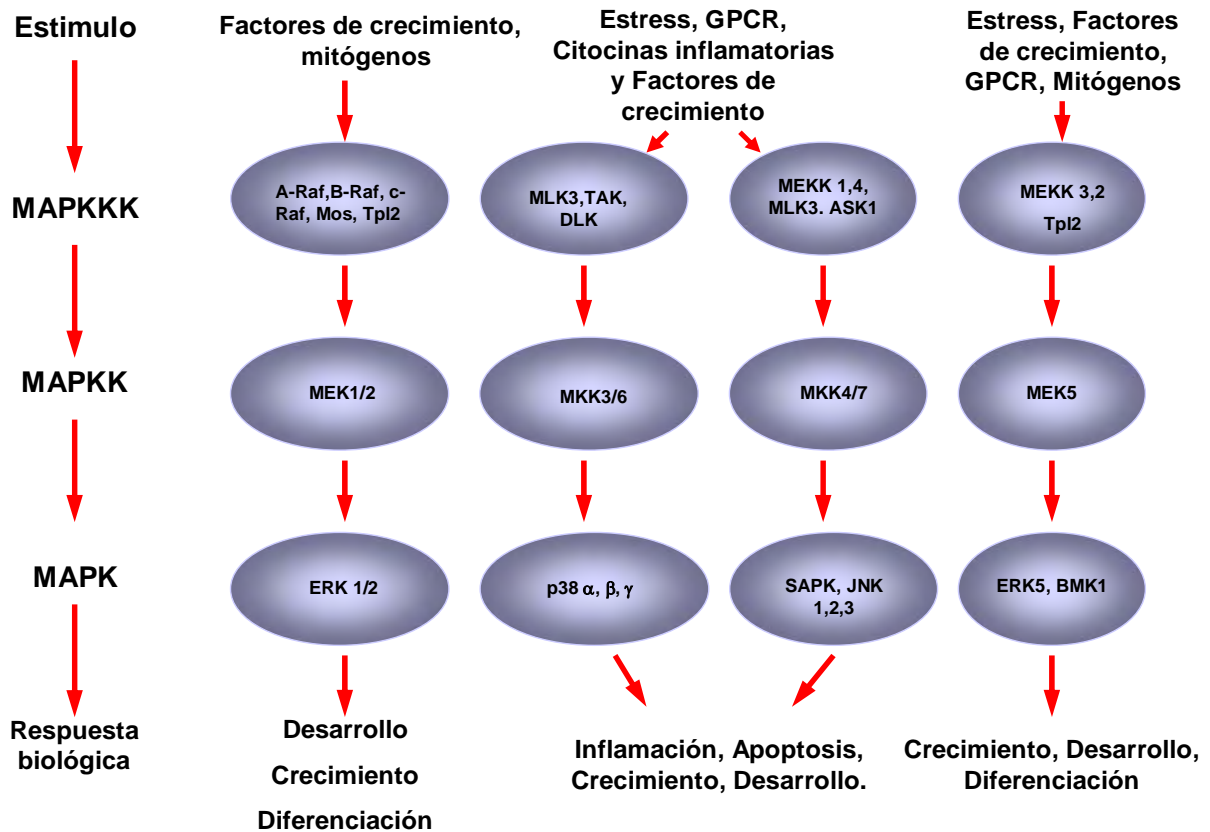 Estimulo
Factores de crecimiento,
mitógenos
Estress, GPCR,
Citocinas inflamatorias
y Factores de
crecimiento
Estress, Factores
de crecimiento,
GPCR, Mitógenos
MAPKKK
A-Raf,B-Raf, c-
Raf, Mos, Tpl2
MLK3,TAK,
DLK
MEKK 1,4,
MLK3. ASK1
MEKK 3,2
Tpl2
MAPKK
MEK1/2
MKK3/6
MKK4/7
MEK5
MAPK
ERK 1/2
p38 α, β, γ
SAPK, JNK
1,2,3
ERK5, BMK1
Respuesta
biológica
Desarrollo
Crecimiento
Diferenciación
Inflamación, Apoptosis,
Crecimiento, Desarrollo.
Crecimiento, Desarrollo,
Diferenciación